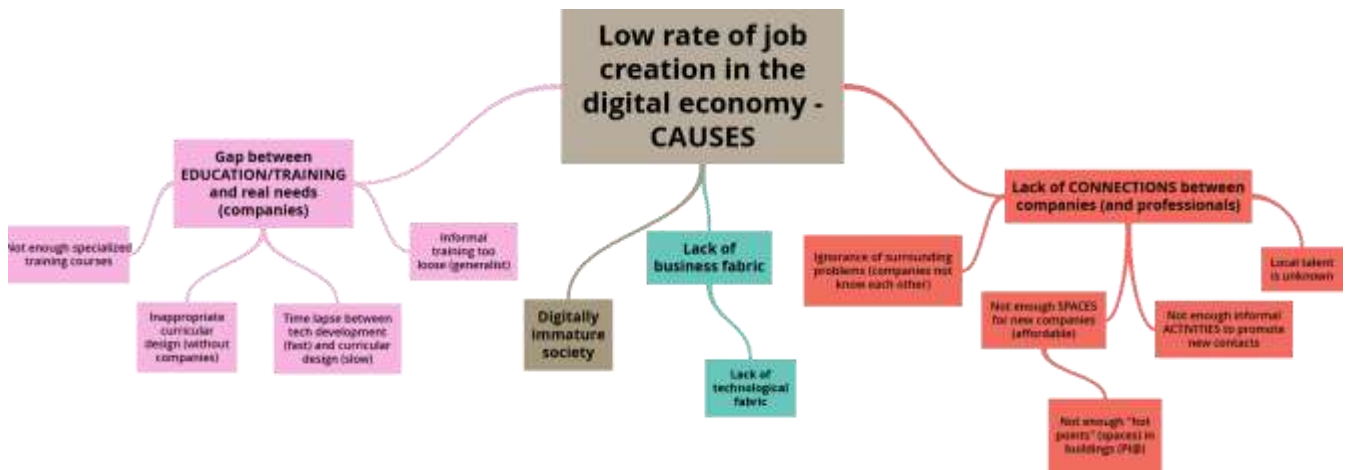 Low rate of job
creation in the
digital economy -
CAUSES
Gap between
EDUCATION/TRAINING
and real needs
(companies)
Not enough specialized
training courses
Inappropriate
curricular
design (without
companies)
Time lapse between
tech development
(fast) and curricular
design (slow)
Informal
training too
loose (generalist)
Digitally
immature
society
Lack of
business fabric
Lack of
technological
fabric
Lack of CONNECTIONS between
companies (and professionals)
Ignorance of surrounding
problems (companies not
know each other)
Not enough SPACES
for new companies
(affordable)
Not enough "hot
points" (spaces) in
buildings
Not enough informal
ACTIVITIES to promote
new contacts
Local talent
is unknown